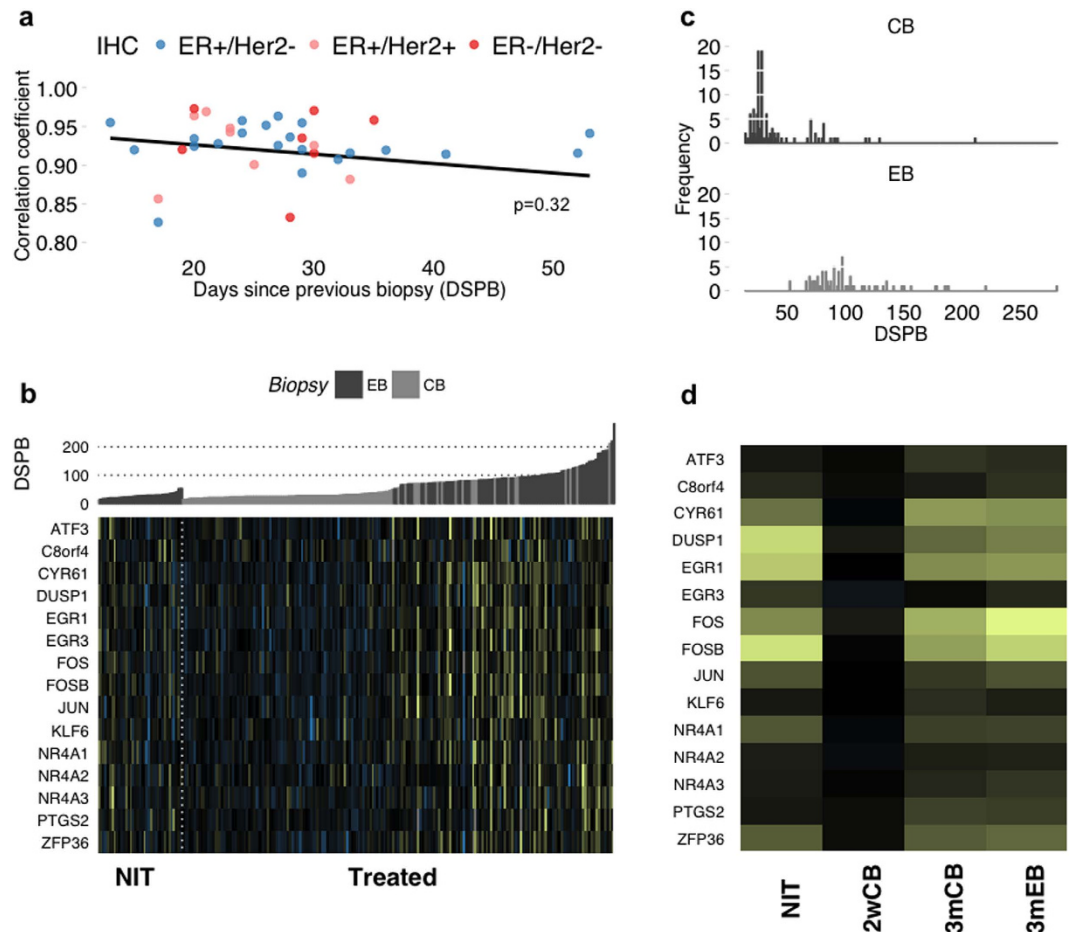 a
IHC ER+/Her2- ER+/Her2+ ER-/Her2-
Correlation coefficient
1.00
0.95
0.90
0.85
0.80
p=0.32
20 30 40 50
Days since previous biopsy (DSPB)
c
CB
20
15
10
5
0
Frequency
EB
20
15
10
5
0
50 100 150 200 250
DSPB
b
Biopsy EB CB
DSPB
200
100
0
ATF3
C8orf4
CYR61
DUSP1
EGR1
EGR3
FOS
FOSB
JUN
KLF6
NR4A1
NR4A2
NR4A3
PTGS2
ZFP36
NIT Treated
d
ATF3
C8orf4
CYR61
DUSP1
EGR1
EGR3
FOS
FOSB
JUN
KLF6
NR4A1
NR4A2
NR4A3
PTGS2
ZFP36
NIT
2wCB
3mCB
3mEB